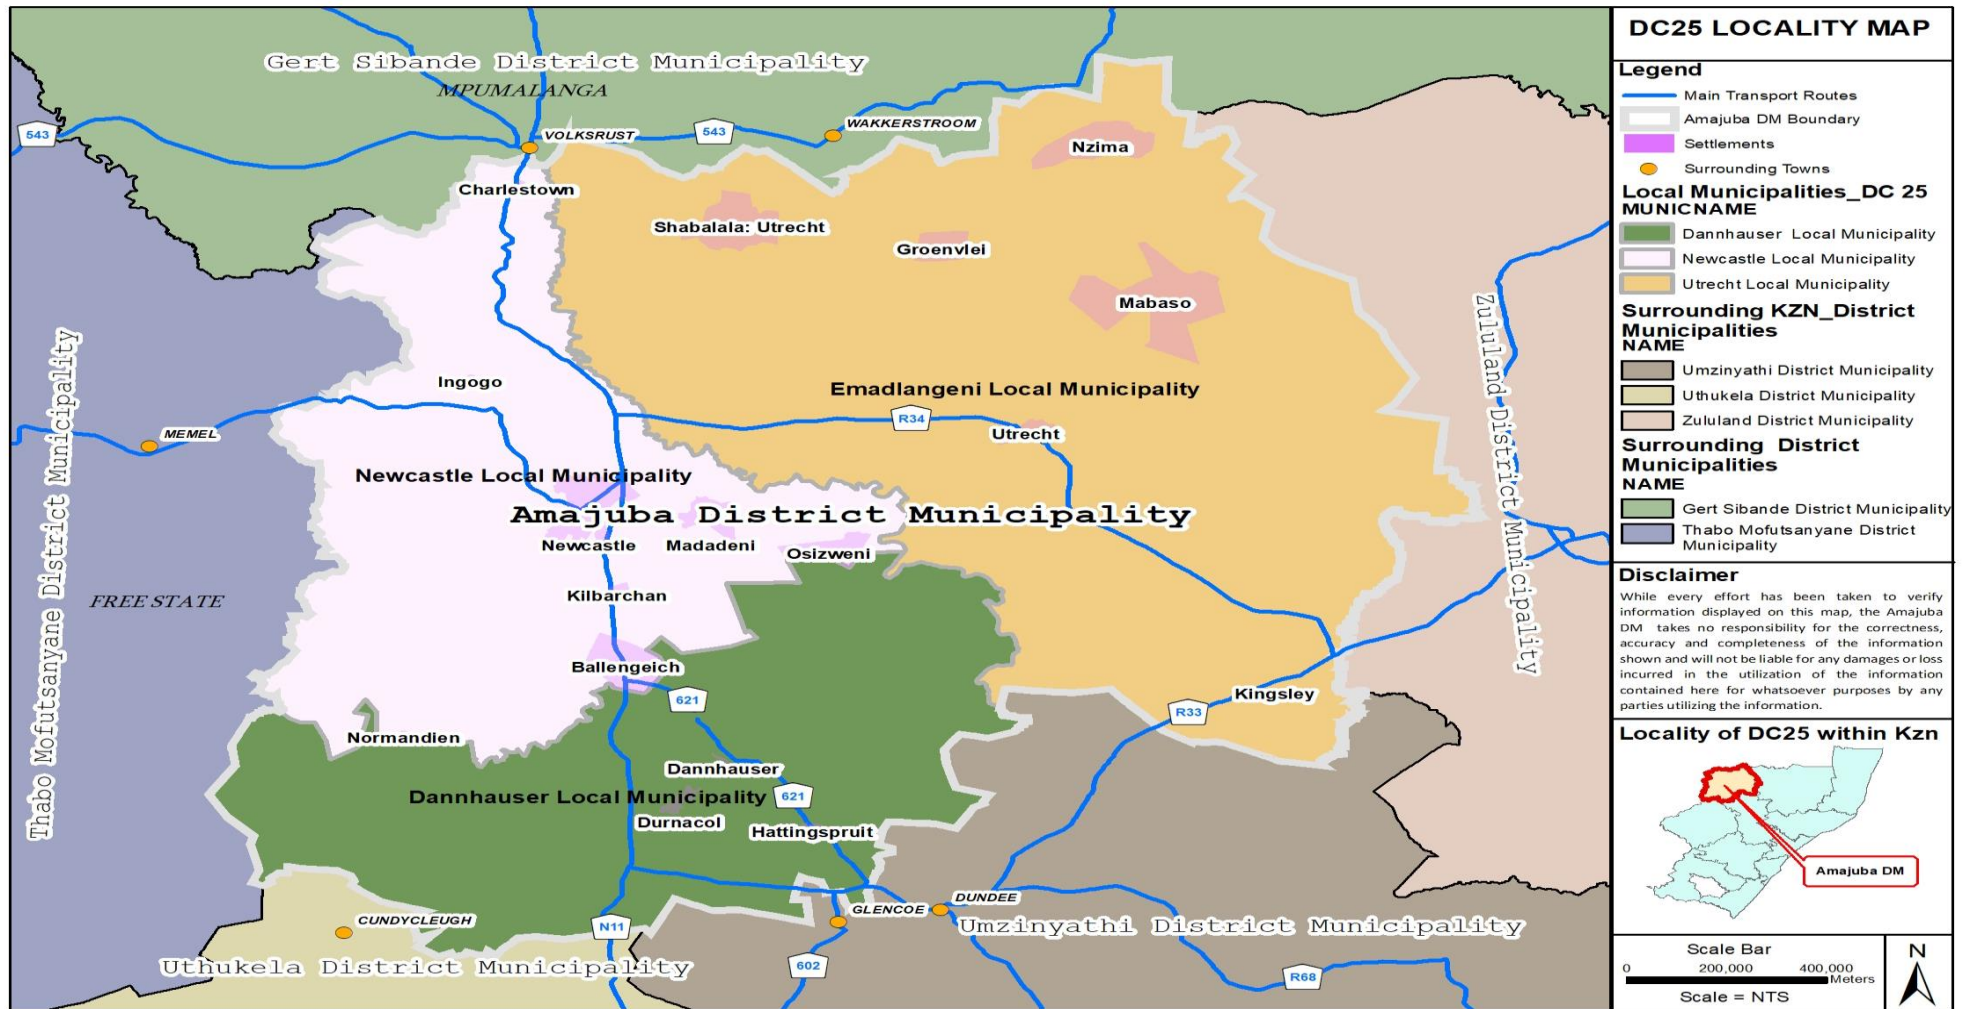 Gert Sibande District Municipality
MPUMALANGA
543
VOLKSRUST
543
WAKKERSTROOM
Nzima
Charlestown
Shabalala: Utrecht
Groenvlei
Mabaso
Ingogo
Emadlangeni Local Municipality
R34
Utrecht
MEMEL
Newcastle Local Municipality
Amajuba District Municipality
Newcastle
Madadeni
Osizweni
Kilbarchan
FREE STATE
Thabo Mofutsanyane District Municipality
Zululand District Municipality
Ballengeich
621
Kingsley
R33
Normandien
Dannhauser
Dannhauser Local Municipality
621
Durnacol
Hattingspruit
CUNDYCLEUGH
N11
GLENCOE
DUNDEE
Umzinyathi District Municipality
Uthukela District Municipality
602
R68
DC25 LOCALITY MAP
Legend
Main Transport Routes
Amajuba DM Boundary
Settlements
Surrounding Towns
Local Municipalities_DC 25
MUNICNAME
Dannhauser Local Municipality
Newcastle Local Municipality
Utrecht Local Municipality
Surrounding KZN_District
Municipalities
NAME
Umzinyathi District Municipality
Uthukela District Municipality
Zululand District Municipality
Surrounding District
Municipalities
NAME
Gert Sibande District Municipality
Thabo Mofutsanyane District
Municipality
Disclaimer
While every effort has been taken to verify
information displayed on this map, the Amajuba
DM takes no responsibility for the correctness,
accuracy and completeness of the information
shown and will not be liable for any damages or loss
incurred in the utilization of the information
contained here for whatsoever purposes by any
parties utilizing the information.
Locality of DC25 within Kzn
Amajuba DM
Scale Bar
0 200,000 400,000
Meters
Scale = NTS
N